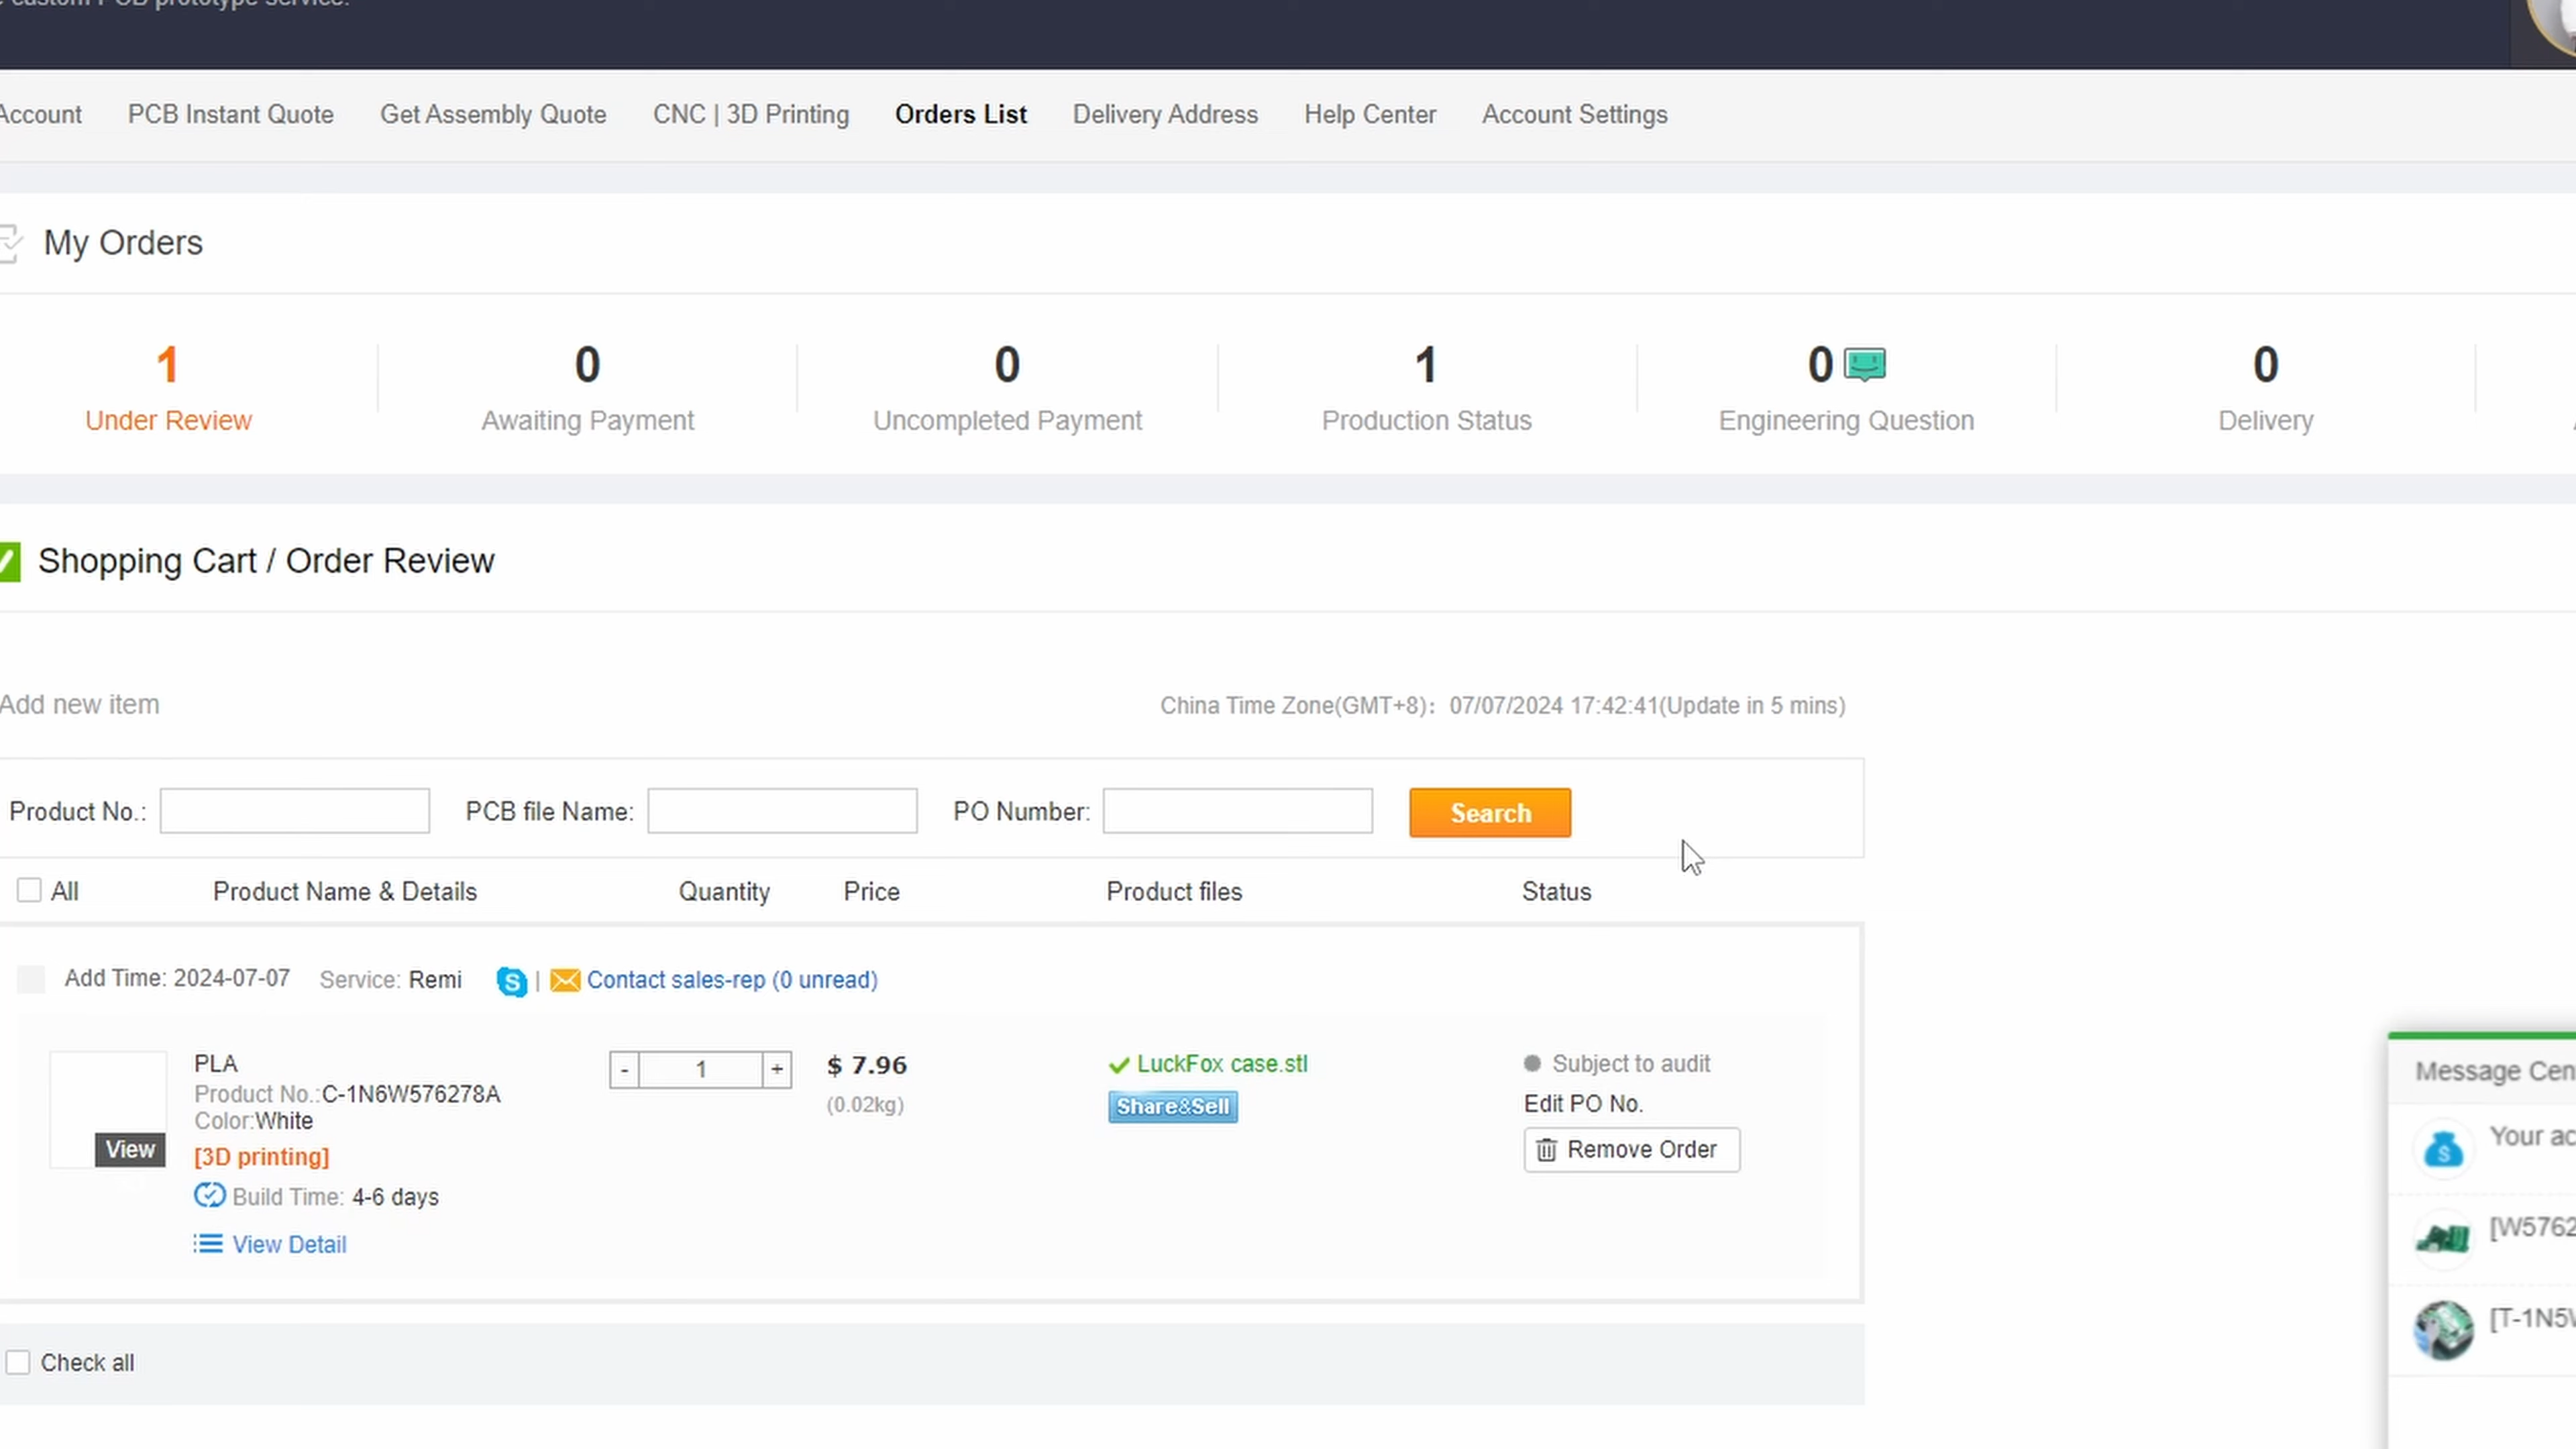 custom PCB prototype service.
Account PCB Instant Quote Get Assembly Quote CNC | 3D Printing Orders List Delivery Address Help Center Account Settings
My Orders
1 0 0 1 0 0
Under Review Awaiting Payment Uncompleted Payment Production Status Engineering Question Delivery
Shopping Cart / Order Review
Add new item China Time Zone(GMT+8): 07/07/2024 17:42:41(Update in 5 mins)
Product No.: PCB file Name: PO Number: Search
All Product Name & Details Quantity Price Product files Status
Add Time: 2024-07-07 Service: Remi | Contact sales-rep (0 unread)
PLA - 1 + $ 7.96 LuckFox case.stl Subject to audit
Product No.:C-1N6W576278A (0.02kg) Share&Sell Edit PO No.
Color:White
View [3D printing] Remove Order
Build Time: 4-6 days
View Detail
Check all
Message Cen
Your ac
[W5762
[T-1N5W